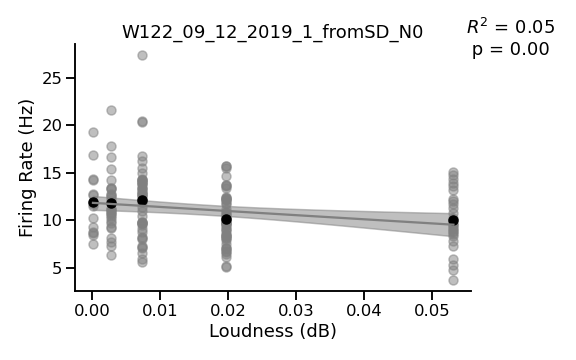 W122_09_12_2019_1_fromSD_N0
R² = 0.05
p = 0.00
Firing Rate (Hz)
25
20
15
10
5
0.00 0.01 0.02 0.03 0.04 0.05
Loudness (dB)